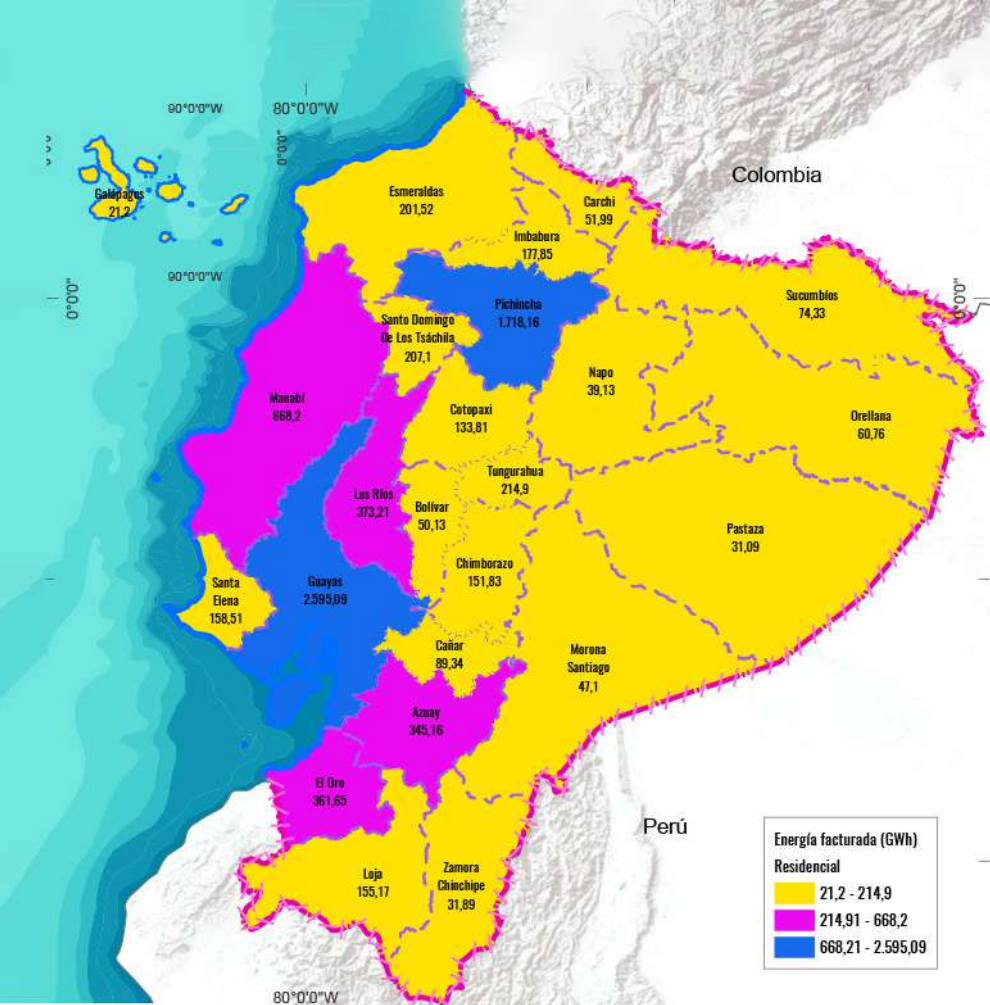 90°0'0"W
80°0'0"W
0°0'0"
Colombia
Galápagos
21,2
Esmeraldas
201,52
Carchi
51,99
Imbabura
177,85
90°0'0"W
0°0'0"
0°0'0"
Sucumbíos
74,33
Pichincha
1.718,16
Santo Domingo
De Los Tsáchila
207,1
Napo
39,13
Manabí
668,2
Cotopaxi
133,81
Orellana
60,76
Tungurahua
214,9
Los Ríos
373,21
Bolívar
50,13
Pastaza
31,09
Chimborazo
151,83
Santa
Elena
158,51
Guayas
2.595,09
Cañar
89,34
Morona
Santiago
47,1
Azuay
345,16
El Oro
361,65
Perú
Loja
155,17
Zamora
Chinchipe
31,89
Energía facturada (GWh)
Residencial
21,2 - 214,9
214,91 - 668,2
668,21 - 2.595,09
80°0'0"W